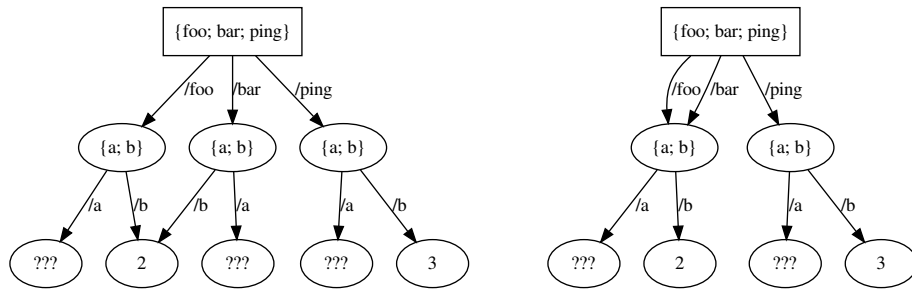 {foo; bar; ping}
{foo; bar; ping}
/foo
/bar
/ping
/foo
/bar
/ping
{a; b}
{a; b}
{a; b}
{a; b}
{a; b}
/a
/b
/b
/a
/a
/b
/a
/b
/a
/b
???
2
???
???
3
???
2
???
3